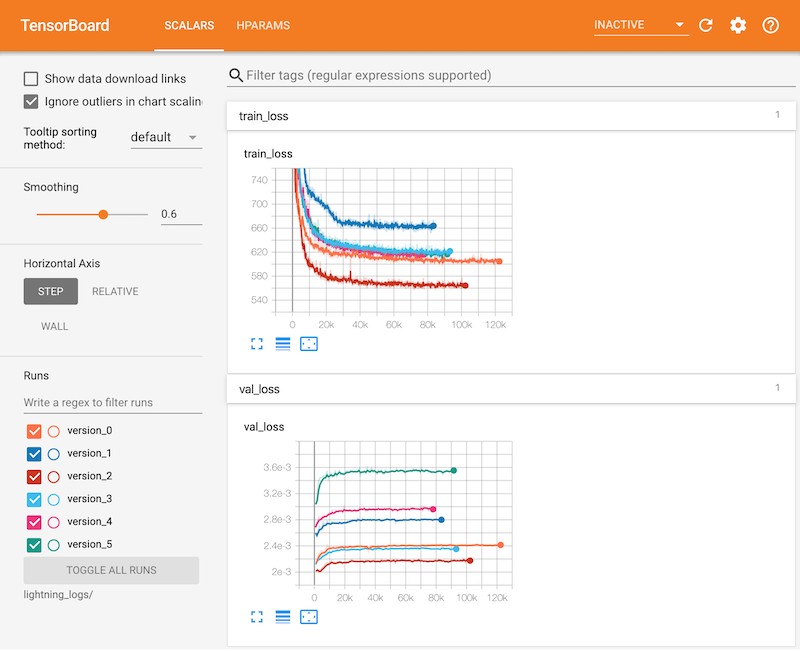 TensorBoard
SCALARS
HPARAMS
INACTIVE
Show data download links
Ignore outliers in chart scalin
Tooltip sorting
method:
default
Smoothing
0.6
Horizontal Axis
STEP
RELATIVE
WALL
Runs
Write a regex to filter runs
version_0
version_1
version_2
version_3
version_4
version_5
TOGGLE ALL RUNS
lightning_logs/
Filter tags (regular expressions supported)
train_loss
1
train_loss
740
700
660
620
580
540
0 20k 40k 60k 80k 100k 120k
val_loss
1
val_loss
3.6e-3
3.2e-3
2.8e-3
2.4e-3
2e-3
0 20k 40k 60k 80k 100k 120k